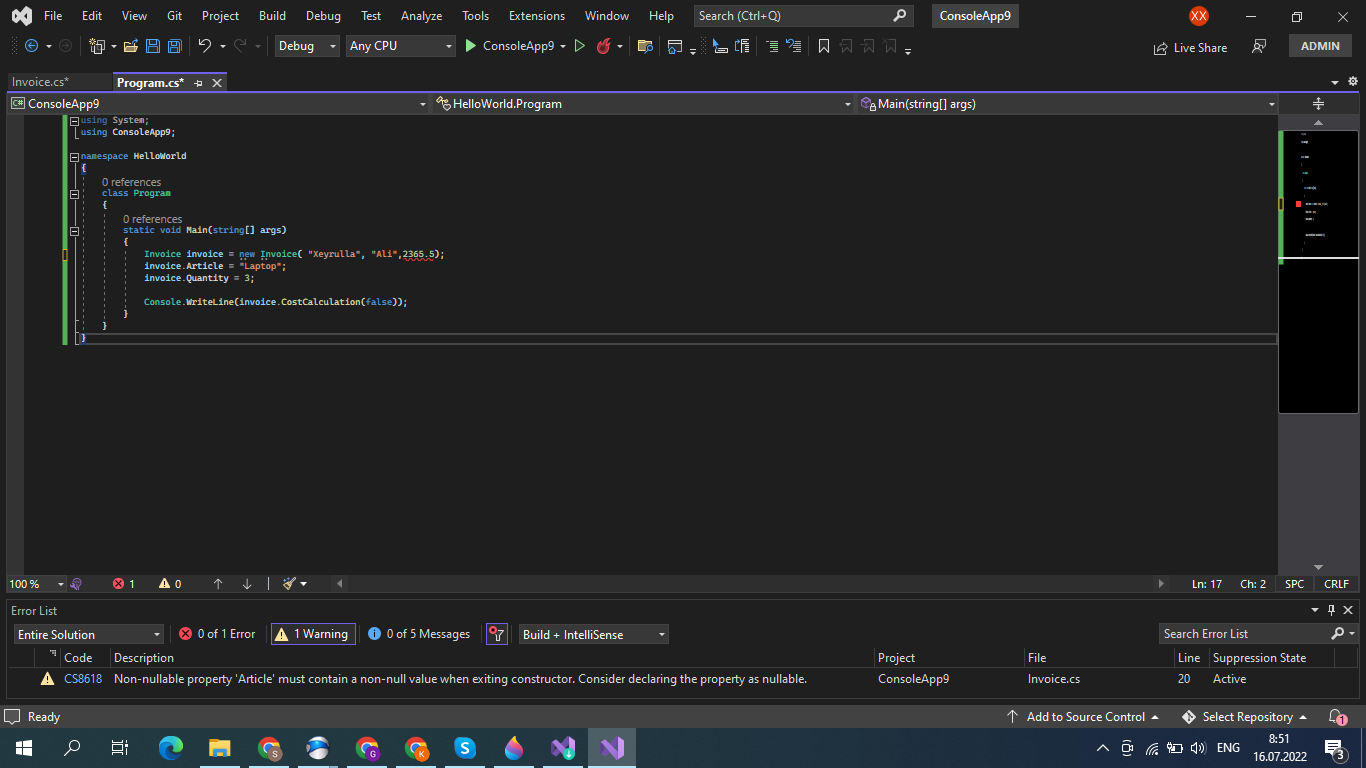 File Edit View Git Project Build Debug Test Analyze Tools Extensions Window Help Search (Ctrl+Q) ConsoleApp9 XX
Debug Any CPU ConsoleApp9 Live Share ADMIN
Invoice.cs* Program.cs*
C# ConsoleApp9 HelloWorld.Program Main(string[] args)
using System;
using ConsoleApp9;
namespace HelloWorld
{
0 references
class Program
{
0 references
static void Main(string[] args)
{
Invoice invoice = new Invoice( "Xeyrulla", "Ali",2365.5);
invoice.Article = "Laptop";
invoice.Quantity = 3;
Console.WriteLine(invoice.CostCalculation(false));
}
}
}
100 % 1 0 Ln: 17 Ch: 2 SPC CRLF
Error List
Entire Solution 0 of 1 Error 1 Warning 0 of 5 Messages Build + IntelliSense Search Error List
Code Description Project File Line Suppression State
CS8618 Non-nullable property 'Article' must contain a non-null value when exiting constructor. Consider declaring the property as nullable. ConsoleApp9 Invoice.cs 20 Active
Ready Add to Source Control Select Repository 1
S G K S ENG 8:51
16.07.2022 3